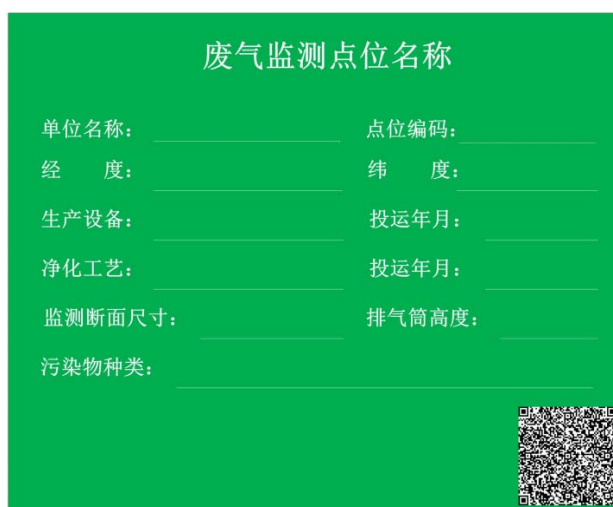 废气监测点位名称
单位名称： 点位编码：
经 度： 纬 度：
生产设备： 投运年月：
净化工艺： 投运年月：
监测断面尺寸： 排气筒高度：
污染物种类：